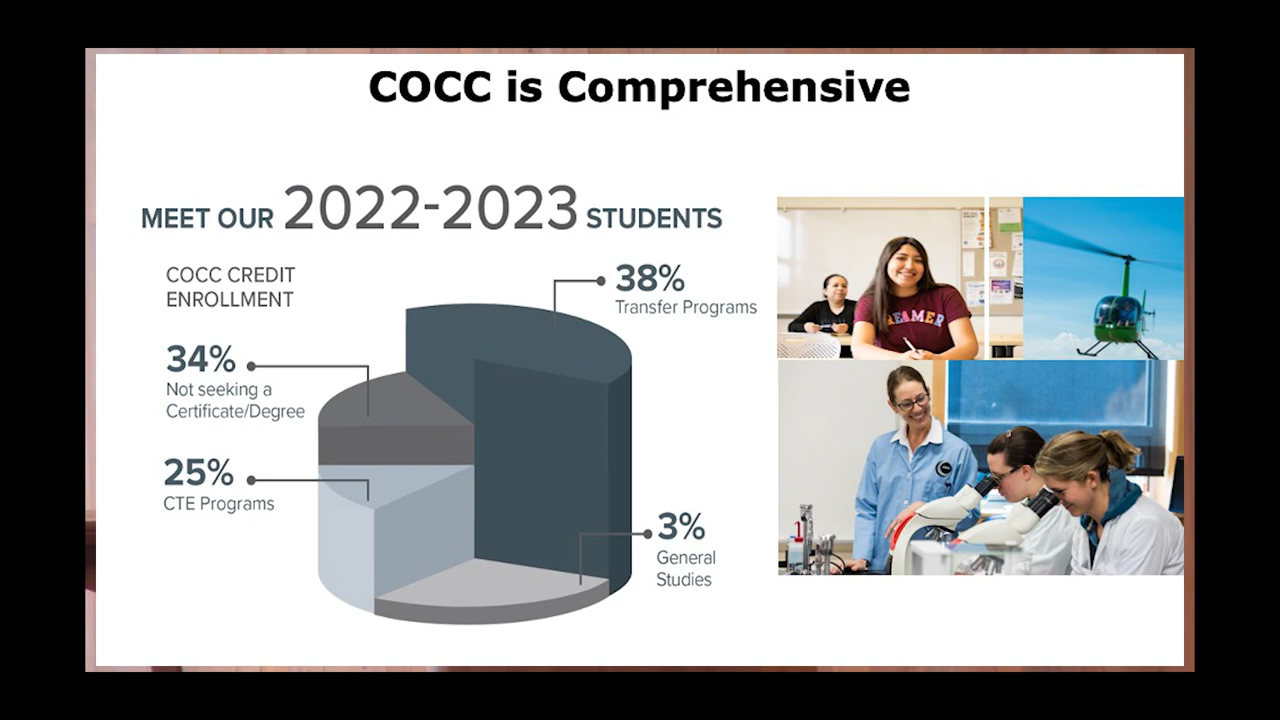 COCC is Comprehensive
MEET OUR 2022-2023 STUDENTS
COCC CREDIT
ENROLLMENT
38%
Transfer Programs
34%
Not seeking a
Certificate/Degree
25%
CTE Programs
3%
General
Studies
DREAMER